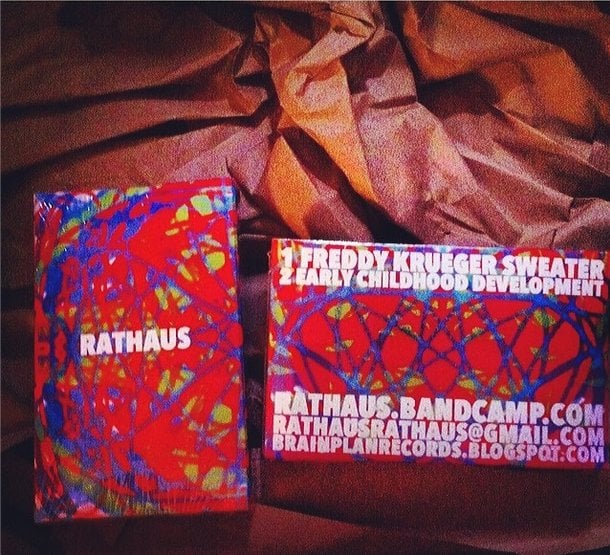 RATHAUS
1 FREDDY KRUEGER SWEATER
2 EARLY CHILDHOOD DEVELOPMENT
RATHAUS.BANDCAMP.COM
RATHAUSRATHAUS@GMAIL.COM
BRAINPLANRECORDS.BLOGSPOT.COM